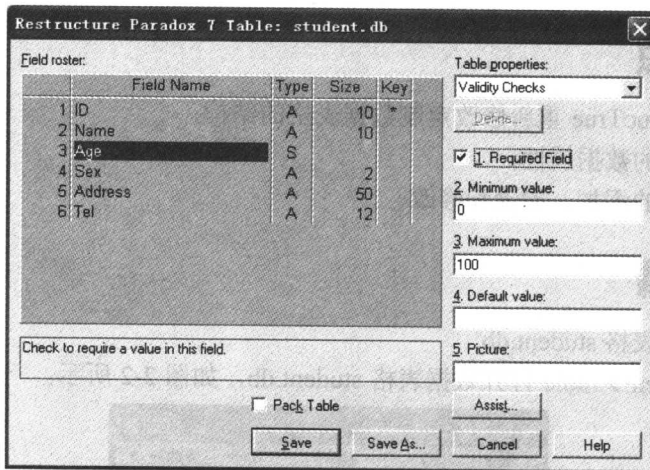 Restructure Paradox 7 Table: student.db
Field roster:
Field Name Type Size Key
1 ID A 10 *
2 Name A 10
3 Age S
4 Sex A 2
5 Address A 50
6 Tel A 12
Check to require a value in this field.
Pack Table
Save
Save As...
Table properties:
Validity Checks
Define...
1. Required Field
2. Minimum value:
0
3. Maximum value:
100
4. Default value:
5. Picture:
Assist...
Cancel
Help